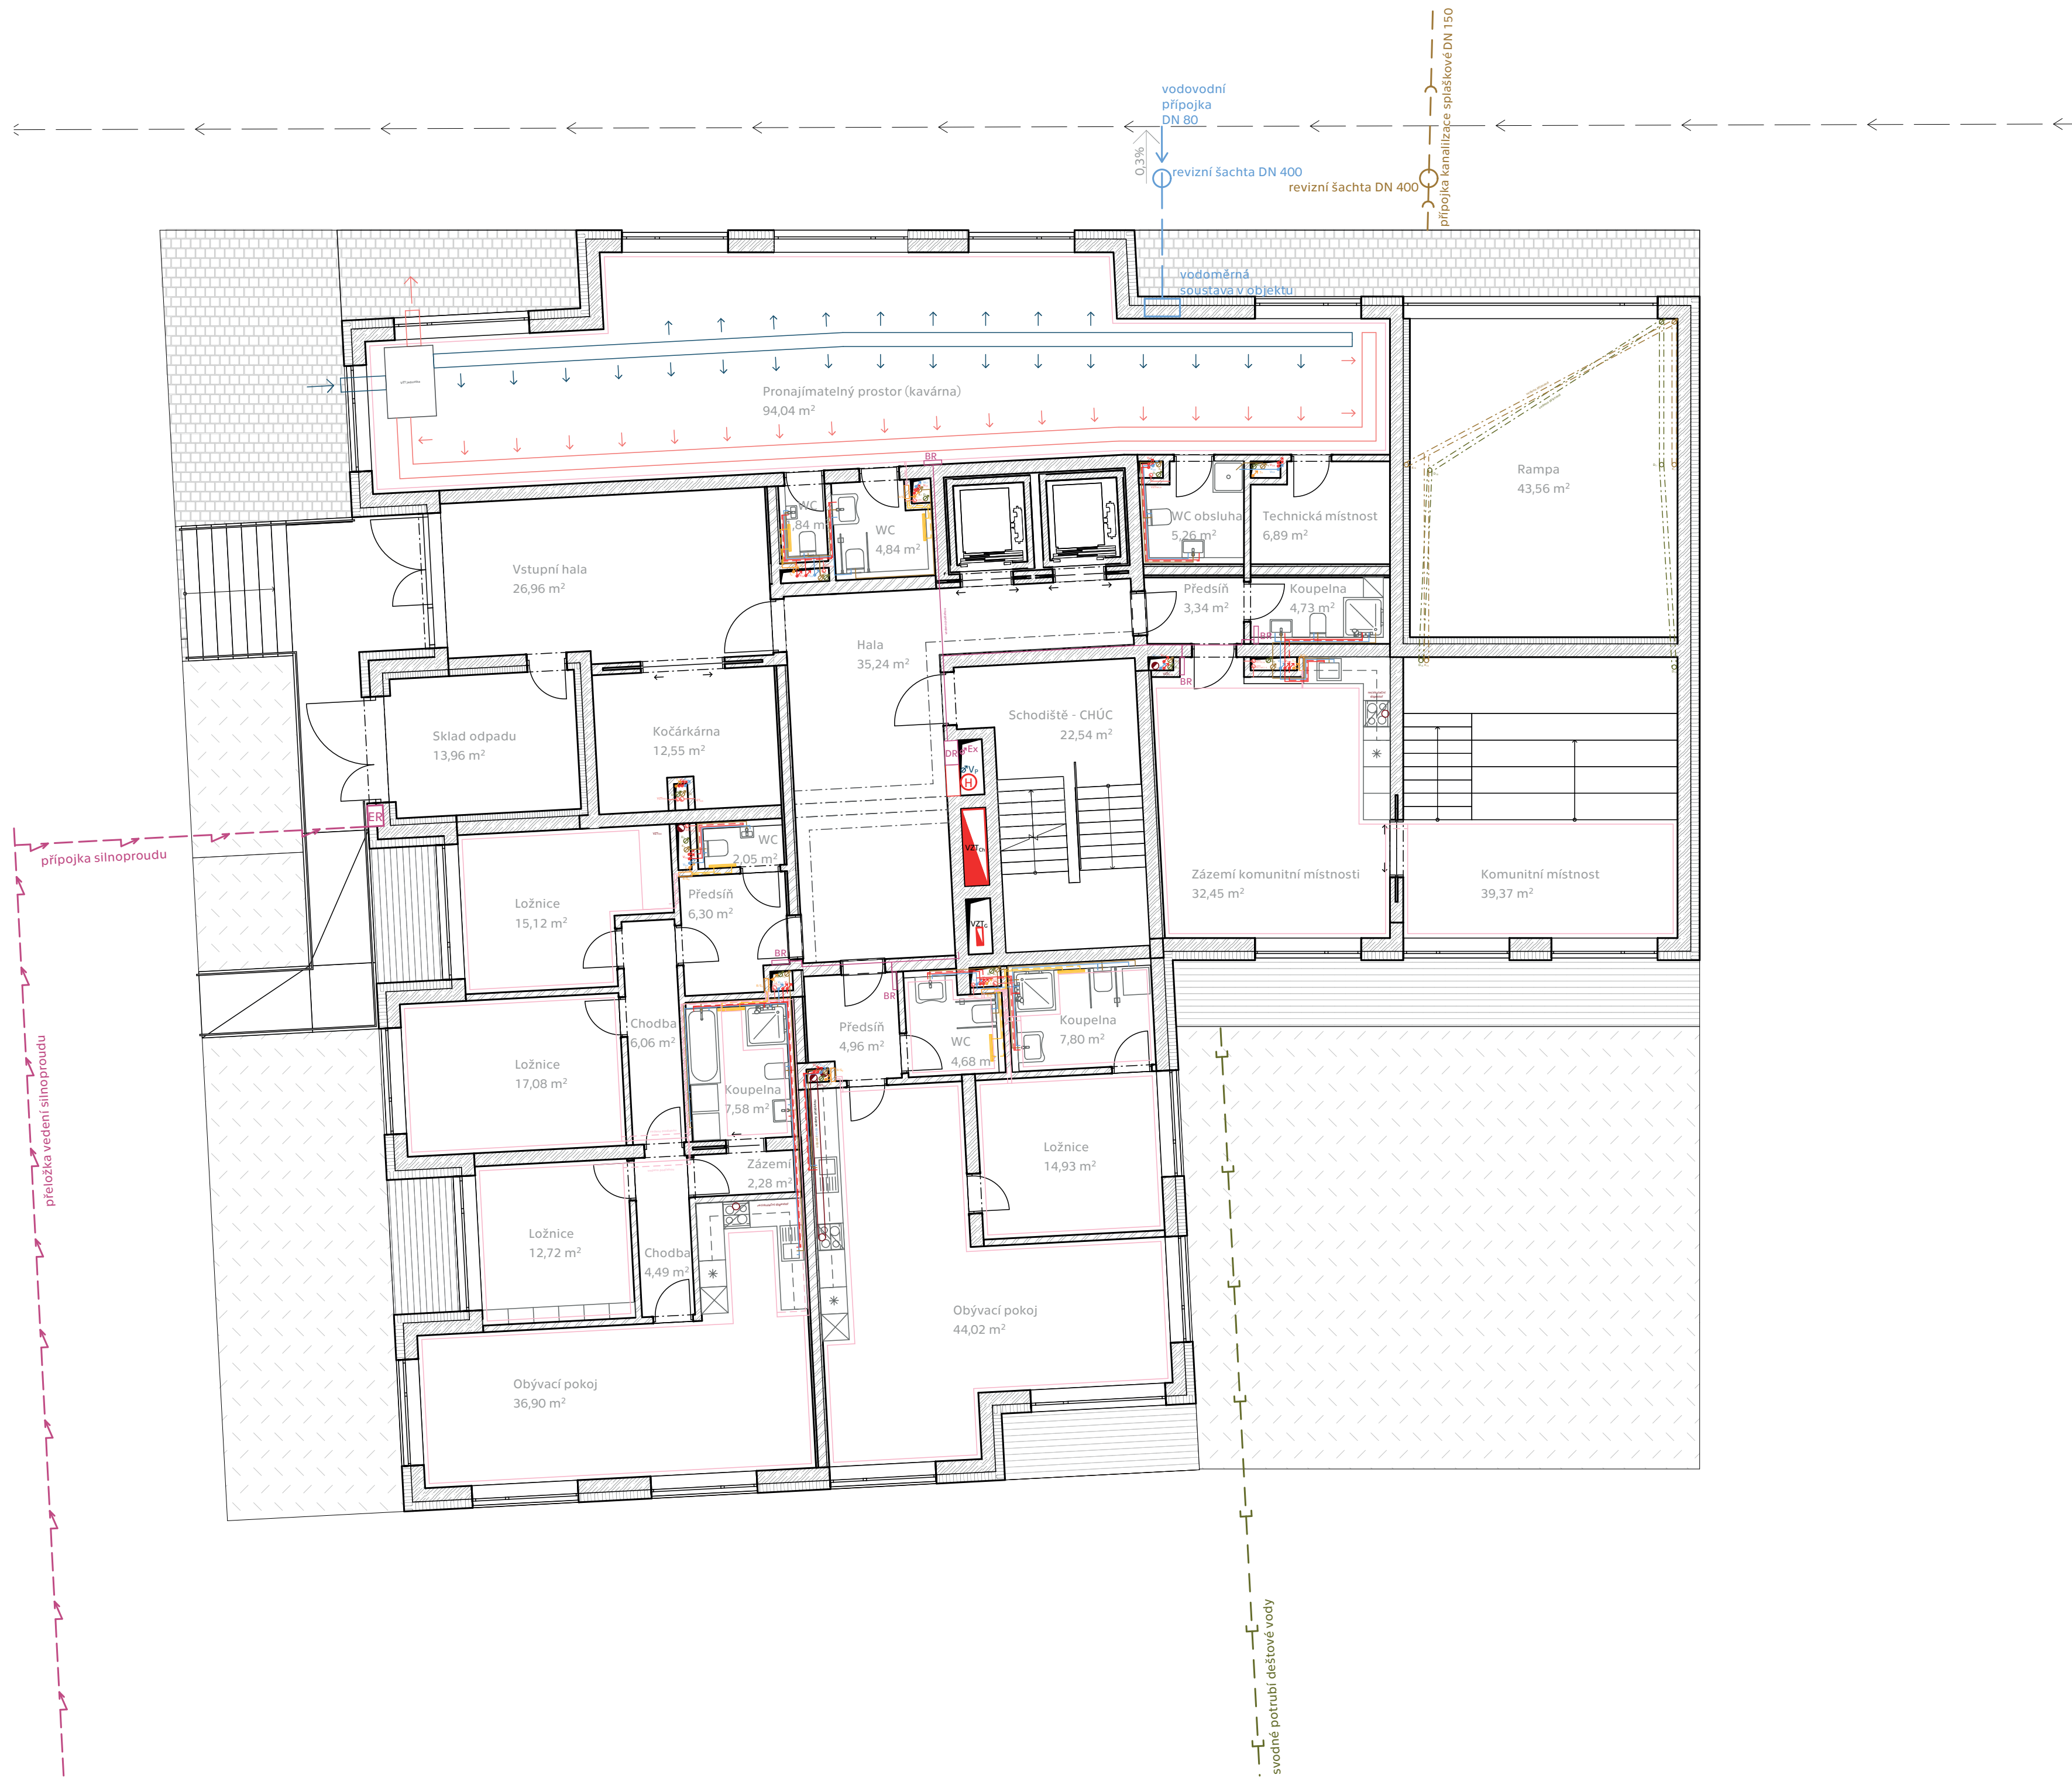 přípojka kanalilzace splaškové DN 150
vodovodní
přípojka
DN 80
0,3%
revizní šachta DN 400
revizní šachta DN 400
vodoměrná
soustava v objektu
Pronajímatelný prostor (kavárna)
94,04 m²
BR
Rampa
43,56 m²
WC
,84 m
WC
4,84 m²
WC obsluha
5,26 m²
Technická místnost
6,89 m²
Vstupní hala
26,96 m²
Předsíň
3,34 m²
Koupelna
4,73 m²
BR
Hala
35,24 m²
BR
Schodiště - CHÚC
22,54 m²
Sklad odpadu
13,96 m²
Kočárkárna
12,55 m²
DR
Ex
Vp
H
ER
přípojka silnoproudu
VZTCh
WC
2,05 m²
Předsíň
6,30 m²
Ložnice
15,12 m²
Zázemí komunitní místnosti
32,45 m²
Komunitní místnost
39,37 m²
VZTG
BR
BR
Chodba
6,06 m²
Předsíň
4,96 m²
WC
4,68 m
Koupelna
7,80 m²
Ložnice
17,08 m²
Koupelna
7,58 m²
přeložka vedení silnoproudu
Ložnice
14,93 m²
Zázemí
2,28 m²
Ložnice
12,72 m²
Chodba
4,49 m²
Obývací pokoj
44,02 m²
Obývací pokoj
36,90 m²
svodné potrubí dešťové vody